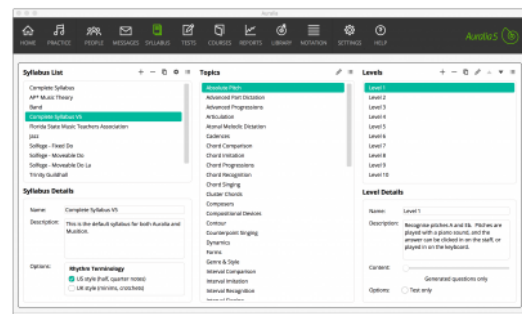 Auralia
HOME PRACTICE PEOPLE MESSAGES SYLLABUS TESTS COURSES REPORTS LIBRARY NOTATION SETTINGS HELP
Auralia 5
Syllabus List
Complete Syllabus
AP* Music Theory
Band
Complete Syllabus V5
Florida State Music Teachers Association
Jazz
Solfege - Fixed Do
Solfege - Moveable Do
Solfege - Moveable Do La
Trinity Guildhall
Syllabus Details
Name: Complete Syllabus V5
Description: This is the default syllabus for both Auralia and
Musition.
Options: Rhythm Terminology
US style (half, quarter notes)
UK style (minims, crotchets)
Topics
Absolute Pitch
Advanced Part Dictation
Advanced Progressions
Articulation
Atonal Melodic Dictation
Cadences
Chord Comparison
Chord Imitation
Chord Progressions
Chord Recognition
Chord Singing
Cluster Chords
Composers
Compositional Devices
Contour
Counterpoint Singing
Dynamics
Forms
Genre & Style
Interval Comparison
Interval Imitation
Interval Recognition
Interval Singing
Levels
Level 1
Level 2
Level 3
Level 4
Level 5
Level 6
Level 7
Level 8
Level 9
Level 10
Level Details
Name: Level 1
Description: Recognise pitches A and Eb. Pitches are
played with a piano sound, and the
answer can be clicked in on the staff, or
played in on the keyboard.
Content:
Generated questions only
Options: Test only